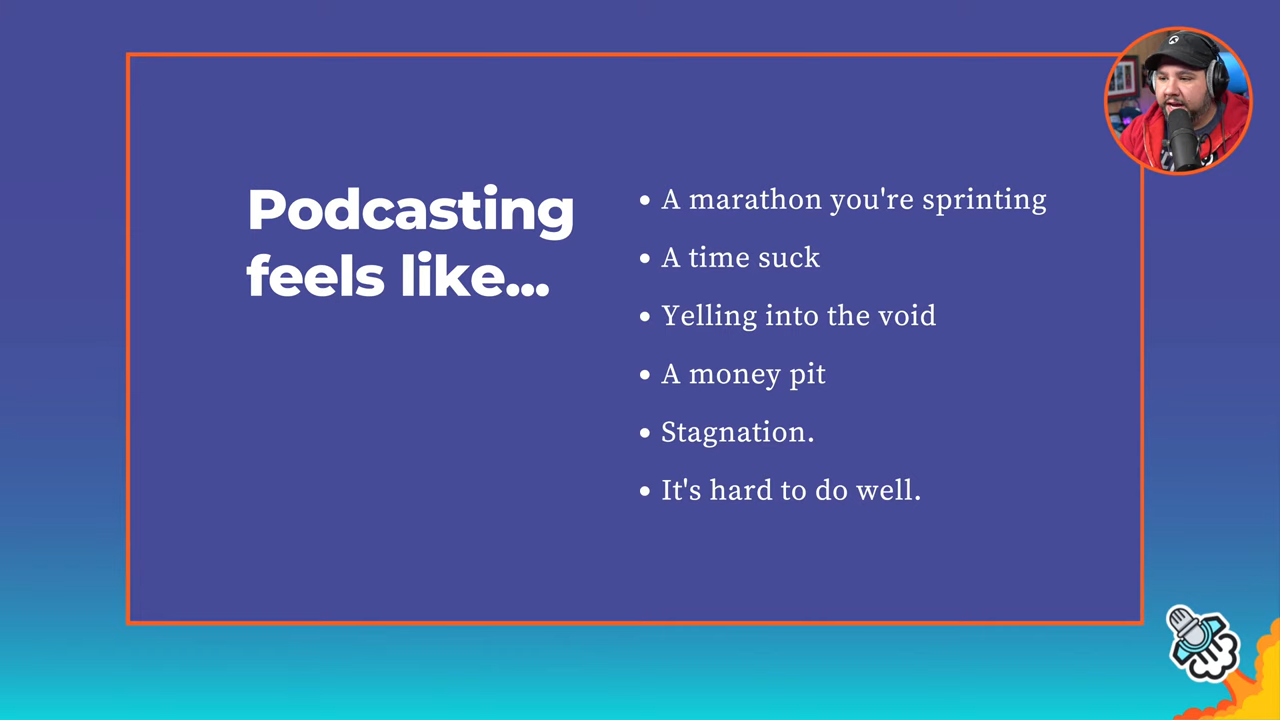 Podcasting
feels like...
A marathon you're sprinting
A time suck
Yelling into the void
A money pit
Stagnation.
It's hard to do well.